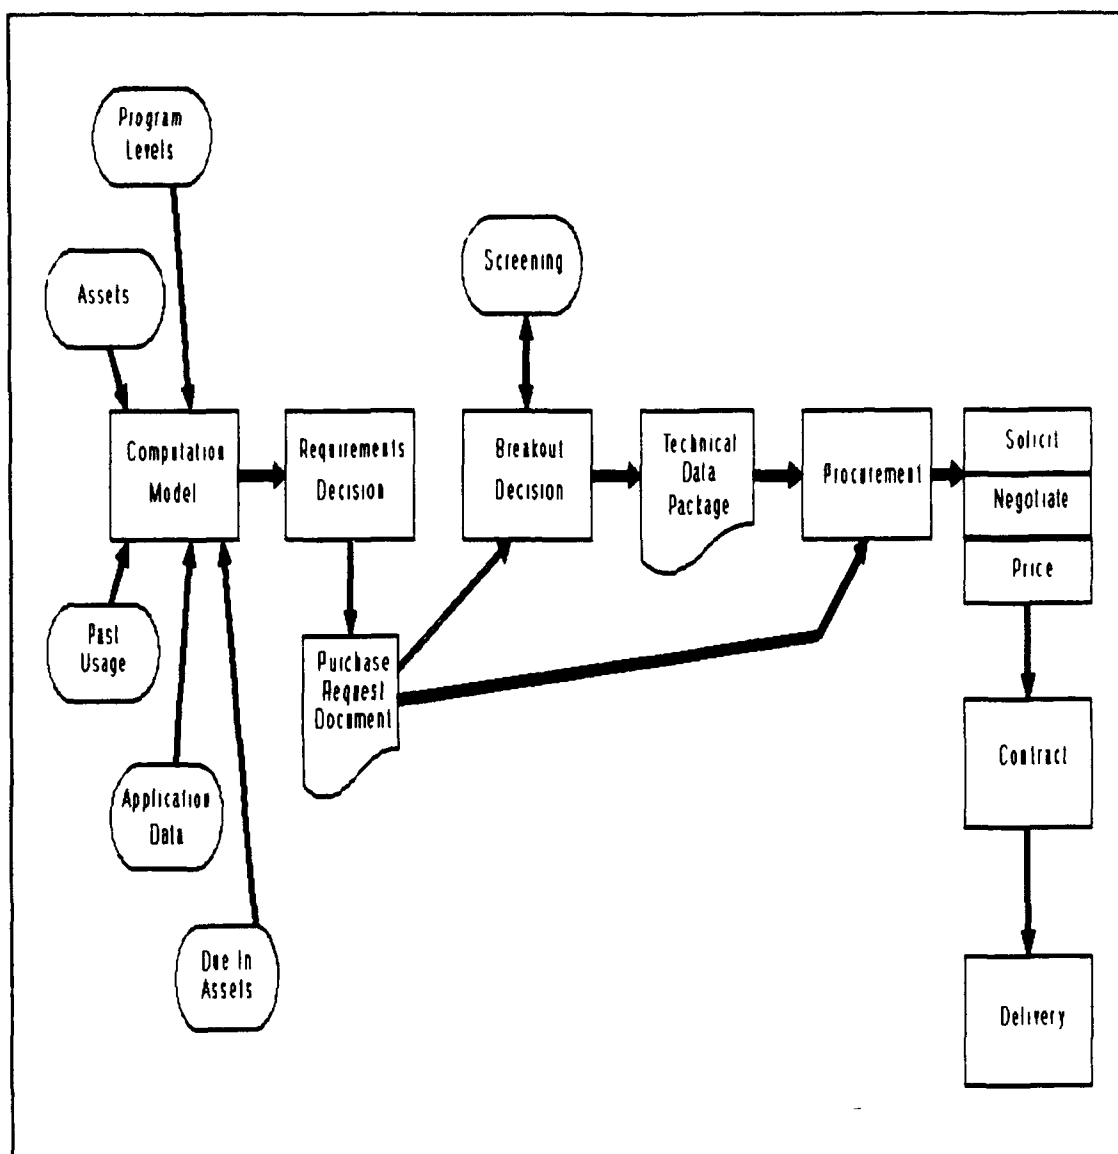 Program
Levels
Assets
Screening
Computation
Model
Requirements
Decision
Breakout
Decision
Technical
Data
Package
Procurement
Solicit
Negotiate
Price
Past
Usage
Purchase
Request
Document
Contract
Application
Data
Due In
Assets
Delivery